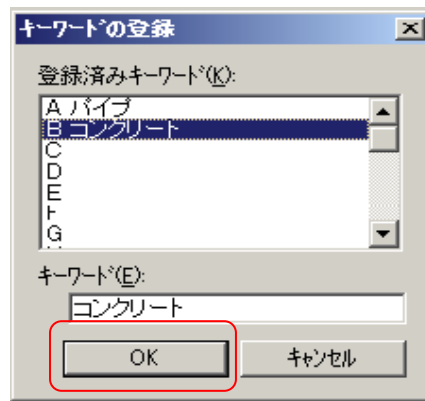 キーワードの登録
登録済みキーワード(K):
A パイプ
B コンクリート
C
D
E
F
G
キーワード(E):
コンクリート
OK
キャンセル